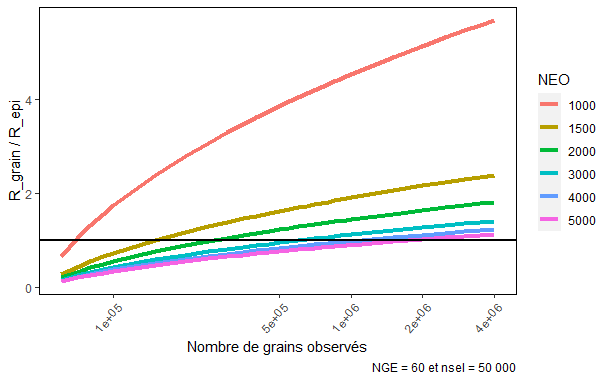 R_grain / R_epi
4
2
0
1e+05
5e+05
1e+06
2e+06
4e+06
Nombre de grains observés
NGE = 60 et nsel = 50 000
NEO
1000
1500
2000
3000
4000
5000